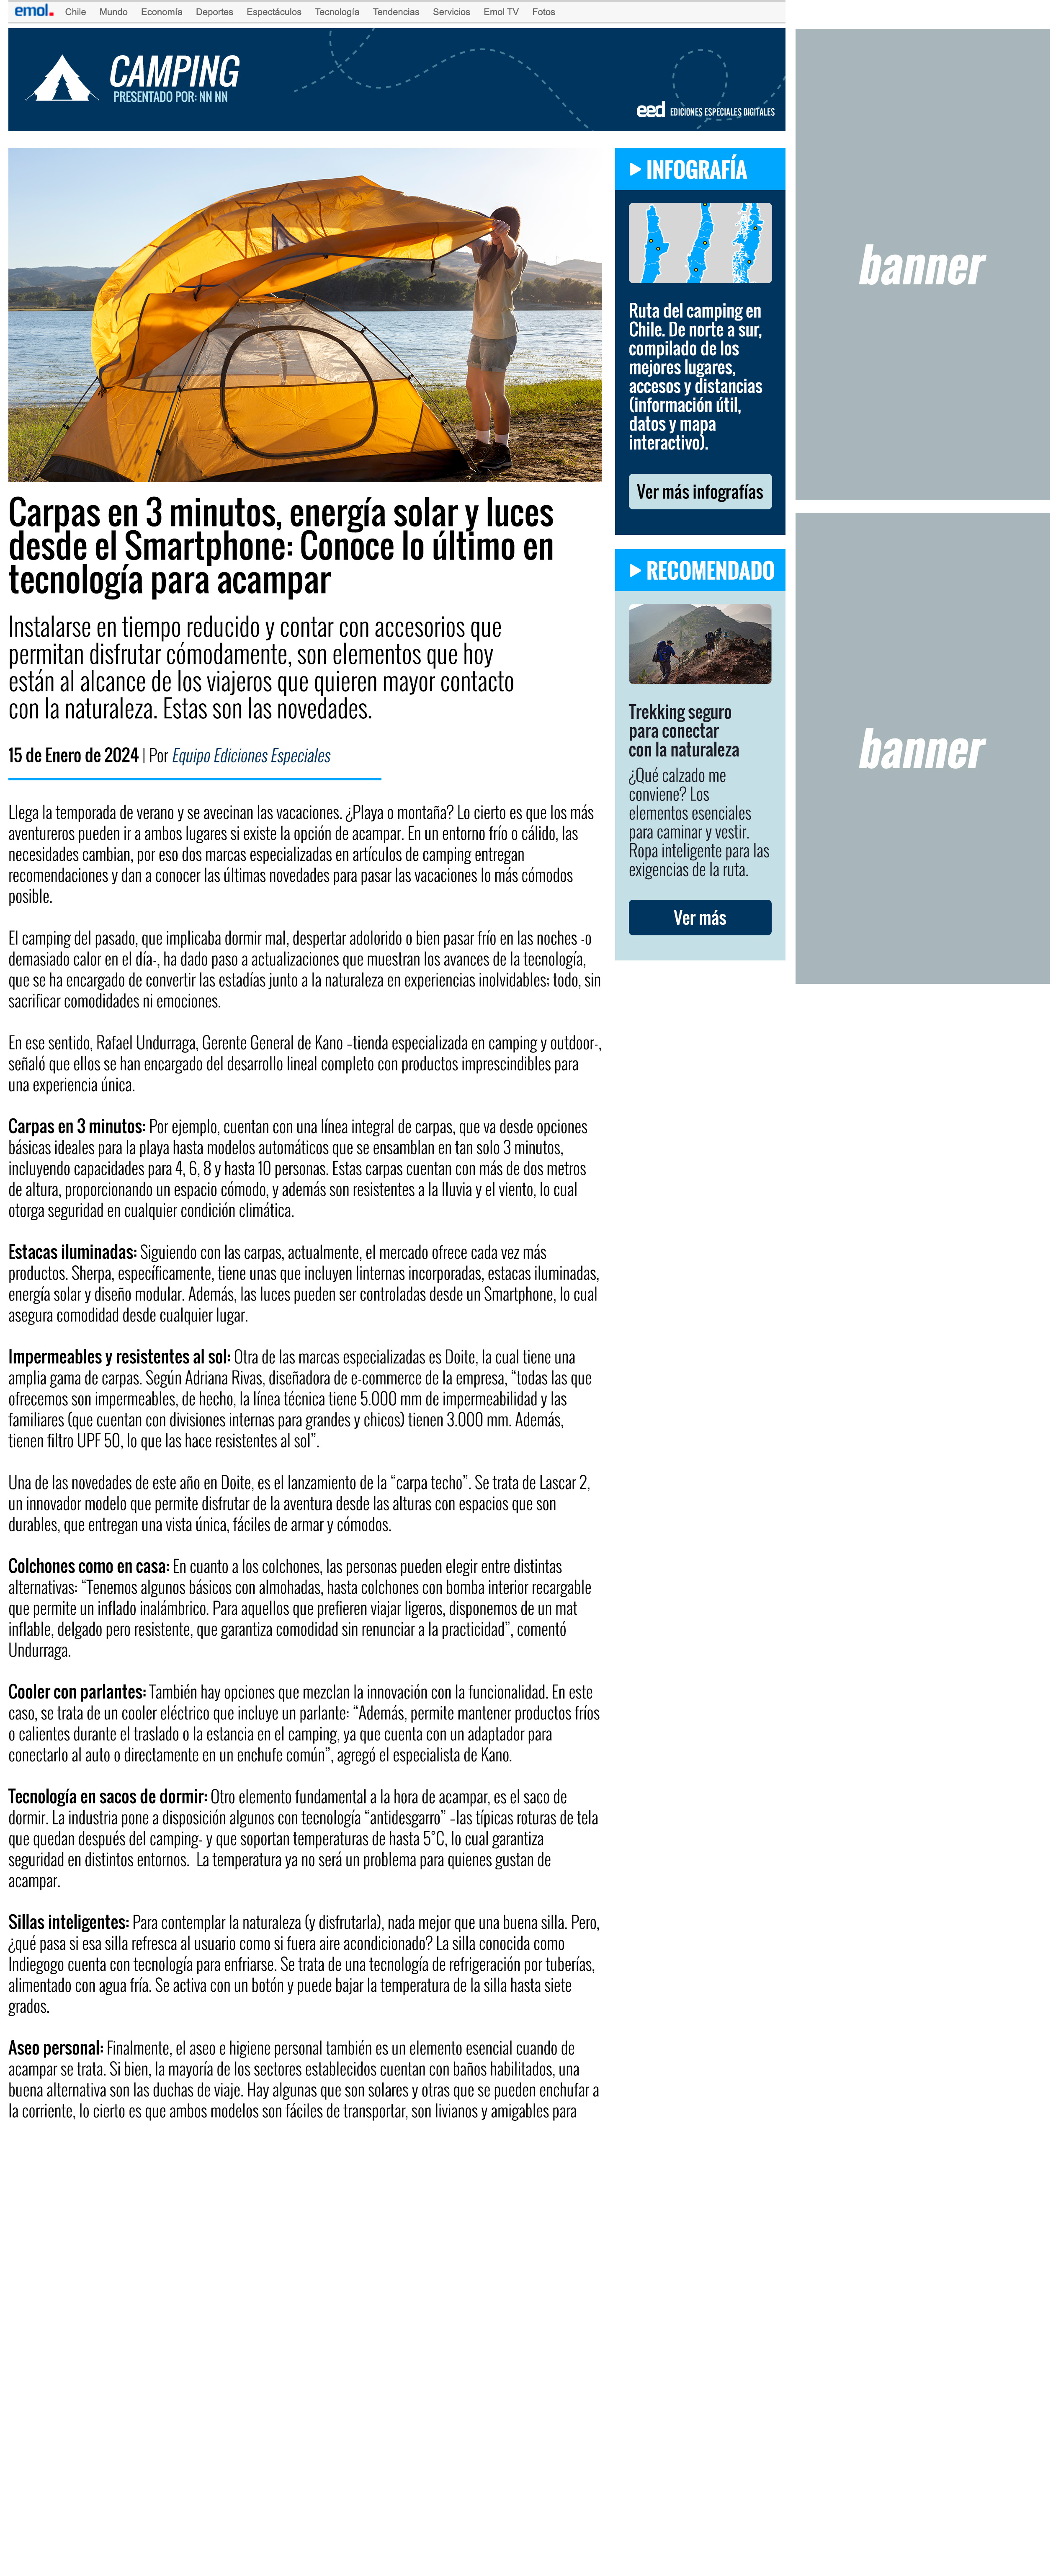 emol. Chile Mundo Economía Deportes Espectáculos Tecnología Tendencias Servicios Emol TV Fotos
CAMPING
PRESENTADO POR: NN NN
eed EDICIONES ESPECIALES DIGITALES
Carpas en 3 minutos, energía solar y luces
desde el Smartphone: Conoce lo último en
tecnología para acampar
Instalarse en tiempo reducido y contar con accesorios que
permitan disfrutar cómodamente, son elementos que hoy
están al alcance de los viajeros que quieren mayor contacto
con la naturaleza. Estas son las novedades.
15 de Enero de 2024 | Por Equipo Ediciones Especiales
Llega la temporada de verano y se avecinan las vacaciones. ¿Playa o montaña? Lo cierto es que los más
aventureros pueden ir a ambos lugares si existe la opción de acampar. En un entorno frío o cálido, las
necesidades cambian, por eso dos marcas especializadas en artículos de camping entregan
recomendaciones y dan a conocer las últimas novedades para pasar las vacaciones lo más cómodos
posible.
El camping del pasado, que implicaba dormir mal, despertar adolorido o bien pasar frío en las noches -o
demasiado calor en el día-, ha dado paso a actualizaciones que muestran los avances de la tecnología,
que se ha encargado de convertir las estadías junto a la naturaleza en experiencias inolvidables; todo, sin
sacrificar comodidades ni emociones.
En ese sentido, Rafael Undurraga, Gerente General de Kano –tienda especializada en camping y outdoor-,
señaló que ellos se han encargado del desarrollo lineal completo con productos imprescindibles para
una experiencia única.
Carpas en 3 minutos: Por ejemplo, cuentan con una línea integral de carpas, que va desde opciones
básicas ideales para la playa hasta modelos automáticos que se ensamblan en tan solo 3 minutos,
incluyendo capacidades para 4, 6, 8 y hasta 10 personas. Estas carpas cuentan con más de dos metros
de altura, proporcionando un espacio cómodo, y además son resistentes a la lluvia y el viento, lo cual
otorga seguridad en cualquier condición climática.
Estacas iluminadas: Siguiendo con las carpas, actualmente, el mercado ofrece cada vez más
productos. Sherpa, específicamente, tiene unas que incluyen linternas incorporadas, estacas iluminadas,
energía solar y diseño modular. Además, las luces pueden ser controladas desde un Smartphone, lo cual
asegura comodidad desde cualquier lugar.
Impermeables y resistentes al sol: Otra de las marcas especializadas es Doite, la cual tiene una
amplia gama de carpas. Según Adriana Rivas, diseñadora de e-commerce de la empresa, “todas las que
ofrecemos son impermeables, de hecho, la línea técnica tiene 5.000 mm de impermeabilidad y las
familiares (que cuentan con divisiones internas para grandes y chicos) tienen 3.000 mm. Además,
tienen filtro UPF 50, lo que las hace resistentes al sol”.
Una de las novedades de este año en Doite, es el lanzamiento de la “carpa techo”. Se trata de Lascar 2,
un innovador modelo que permite disfrutar de la aventura desde las alturas con espacios que son
durables, que entregan una vista única, fáciles de armar y cómodos.
Colchones como en casa: En cuanto a los colchones, las personas pueden elegir entre distintas
alternativas: “Tenemos algunos básicos con almohadas, hasta colchones con bomba interior recargable
que permite un inflado inalámbrico. Para aquellos que prefieren viajar ligeros, disponemos de un mat
inflable, delgado pero resistente, que garantiza comodidad sin renunciar a la practicidad”, comentó
Undurraga.
Cooler con parlantes: También hay opciones que mezclan la innovación con la funcionalidad. En este
caso, se trata de un cooler eléctrico que incluye un parlante: “Además, permite mantener productos fríos
o calientes durante el traslado o la estancia en el camping, ya que cuenta con un adaptador para
conectarlo al auto o directamente en un enchufe común”, agregó el especialista de Kano.
Tecnología en sacos de dormir: Otro elemento fundamental a la hora de acampar, es el saco de
dormir. La industria pone a disposición algunos con tecnología “antidesgarro” –las típicas roturas de tela
que quedan después del camping- y que soportan temperaturas de hasta 5°C, lo cual garantiza
seguridad en distintos entornos.  La temperatura ya no será un problema para quienes gustan de
acampar.
Sillas inteligentes: Para contemplar la naturaleza (y disfrutarla), nada mejor que una buena silla. Pero,
¿qué pasa si esa silla refresca al usuario como si fuera aire acondicionado? La silla conocida como
Indiegogo cuenta con tecnología para enfriarse. Se trata de una tecnología de refrigeración por tuberías,
alimentado con agua fría. Se activa con un botón y puede bajar la temperatura de la silla hasta siete
grados.
Aseo personal: Finalmente, el aseo e higiene personal también es un elemento esencial cuando de
acampar se trata. Si bien, la mayoría de los sectores establecidos cuentan con baños habilitados, una
buena alternativa son las duchas de viaje. Hay algunas que son solares y otras que se pueden enchufar a
la corriente, lo cierto es que ambos modelos son fáciles de transportar, son livianos y amigables para
INFOGRAFÍA
Ruta del camping en
Chile. De norte a sur,
compilado de los
mejores lugares,
accesos y distancias
(información útil,
datos y mapa
interactivo).
Ver más infografías
RECOMENDADO
Trekking seguro
para conectar
con la naturaleza
¿Qué calzado me
conviene? Los
elementos esenciales
para caminar y vestir.
Ropa inteligente para las
exigencias de la ruta.
Ver más
banner
banner